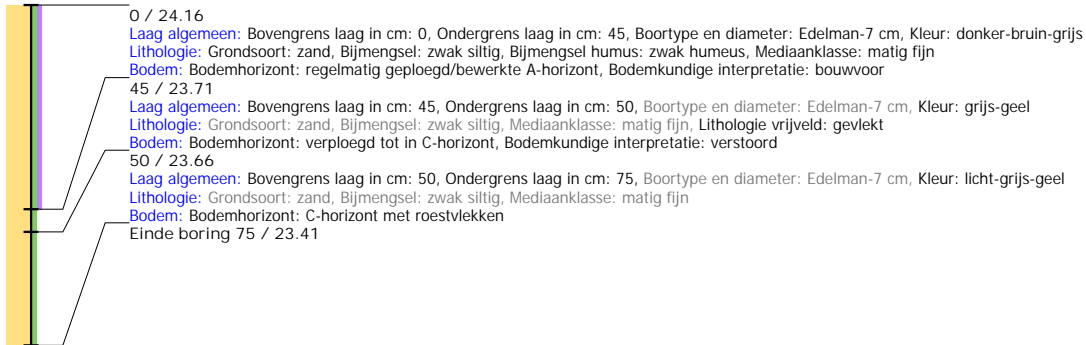 0 / 24.16
Laag algemeen: Bovengrens laag in cm: 0, Ondergrens laag in cm: 45, Boortype en diameter: Edelman-7 cm, Kleur: donker-bruin-grijs
Lithologie: Grondsoort: zand, Bijmengsel: zwak siltig, Bijmengsel humus: zwak humeus, Mediaanklasse: matig fijn
Bodem: Bodemhorizont: regelmatig geploegd/bewerkte A-horizont, Bodemkundige interpretatie: bouwvoor
45 / 23.71
Laag algemeen: Bovengrens laag in cm: 45, Ondergrens laag in cm: 50, Boortype en diameter: Edelman-7 cm, Kleur: grijs-geel
Lithologie: Grondsoort: zand, Bijmengsel: zwak siltig, Mediaanklasse: matig fijn, Lithologie vrijveld: gevlekt
Bodem: Bodemhorizont: verploegd tot in C-horizont, Bodemkundige interpretatie: verstoord
50 / 23.66
Laag algemeen: Bovengrens laag in cm: 50, Ondergrens laag in cm: 75, Boortype en diameter: Edelman-7 cm, Kleur: licht-grijs-geel
Lithologie: Grondsoort: zand, Bijmengsel: zwak siltig, Mediaanklasse: matig fijn
Bodem: Bodemhorizont: C-horizont met roestvlekken
Einde boring 75 / 23.41